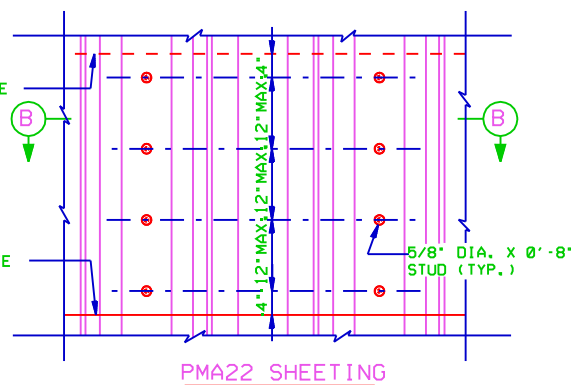 E
B
B
4"
12"MAX.
12"MAX.
12"MAX.
4"
E
5/8" DIA. X 0'-8"
STUD (TYP.)
PMA22 SHEETING